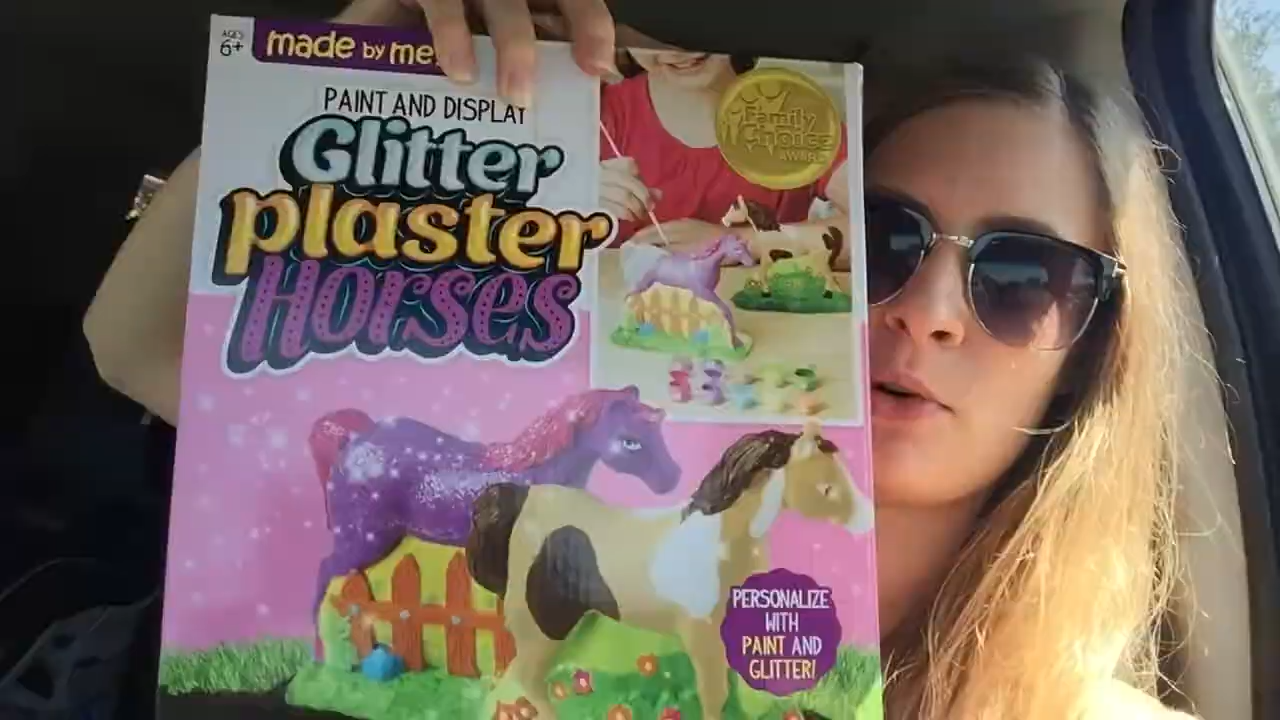 AGES
6+
made by me!
PAINT AND DISPLAY
Glitter
plaster
Horses
Family
Choice
AWARD
PERSONALIZE
WITH
PAINT AND
GLITTER!